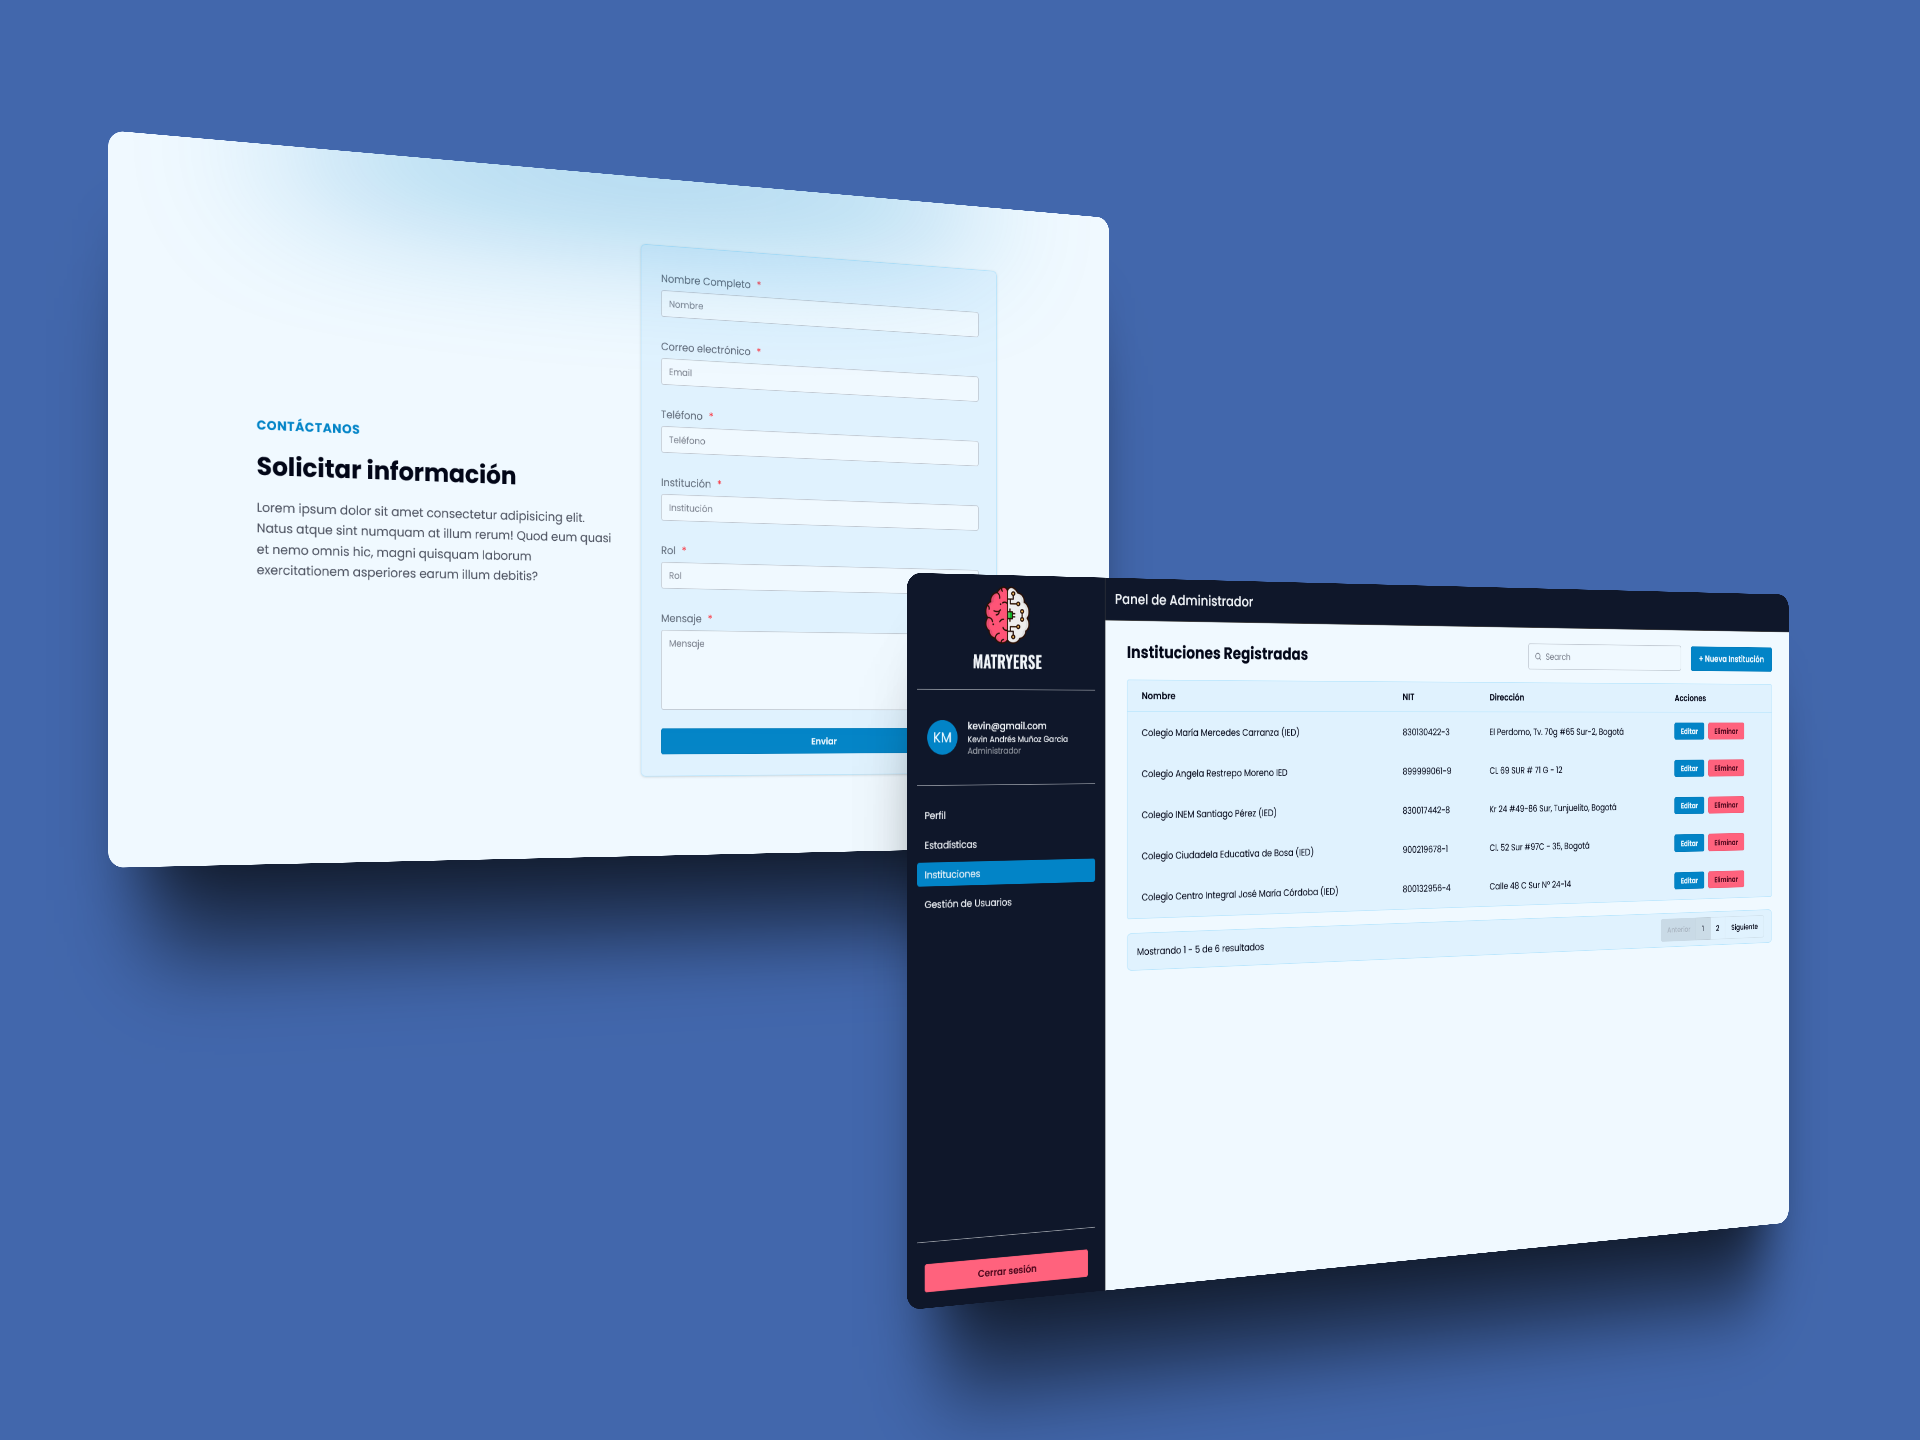 CONTÁCTANOS
Solicitar información
Lorem ipsum dolor sit amet consectetur adipisicing elit.
Natus atque sint numquam at illum rerum! Quod eum quasi
et nemo omnis hic, magni quisquam laborum
exercitationem asperiores earum illum debitis?
Nombre Completo *
Nombre
Correo electrónico *
Email
Teléfono *
Teléfono
Institución *
Institución
Rol *
Rol
Mensaje *
Mensaje
Enviar
MATRYERSE
kevin@gmail.com
Kevin Andrés Muñoz García
Administrador
Perfil
Estadísticas
Instituciones
Gestión de Usuarios
Cerrar sesión
Panel de Administrador
Instituciones Registradas
Search
+ Nueva Institución
KM
Nombre NIT Dirección Acciones
Colegio María Mercedes Carranza (IED) 830130422-3 El Perdomo, Tv. 70g #65 Sur-2, Bogotá Editar Eliminar
Colegio Angela Restrepo Moreno IED 899999061-9 CL 69 SUR # 71 G - 12 Editar Eliminar
Colegio INEM Santiago Pérez (IED) 830017442-8 Kr 24 #49-86 Sur, Tunjuelito, Bogotá Editar Eliminar
Colegio Ciudadela Educativa de Bosa (IED) 900219678-1 Cl. 52 Sur #97C - 35, Bogotá Editar Eliminar
Colegio Centro Integral José María Córdoba (IED) 800132956-4 Calle 48 C Sur Nº 24-14 Editar Eliminar
Mostrando 1 - 5 de 6 resultados
Anterior 1 2 Siguiente